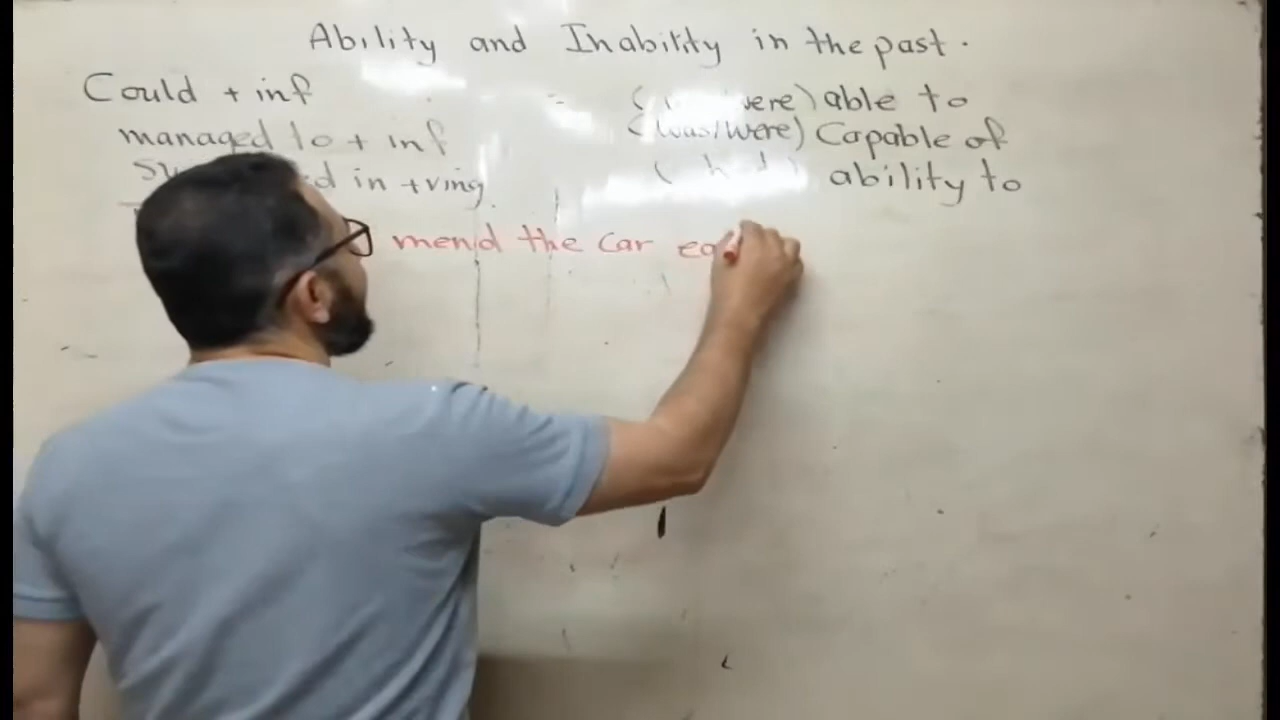 Ability and Inability in the past.
Could + inf
managed to + inf
in + ving.
able to
(was/were) Capable of
ability to
mend the car